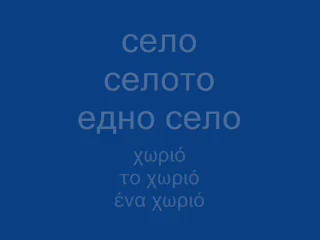 село
селото
едно село
χωριό
το χωριό
ένα χωριό